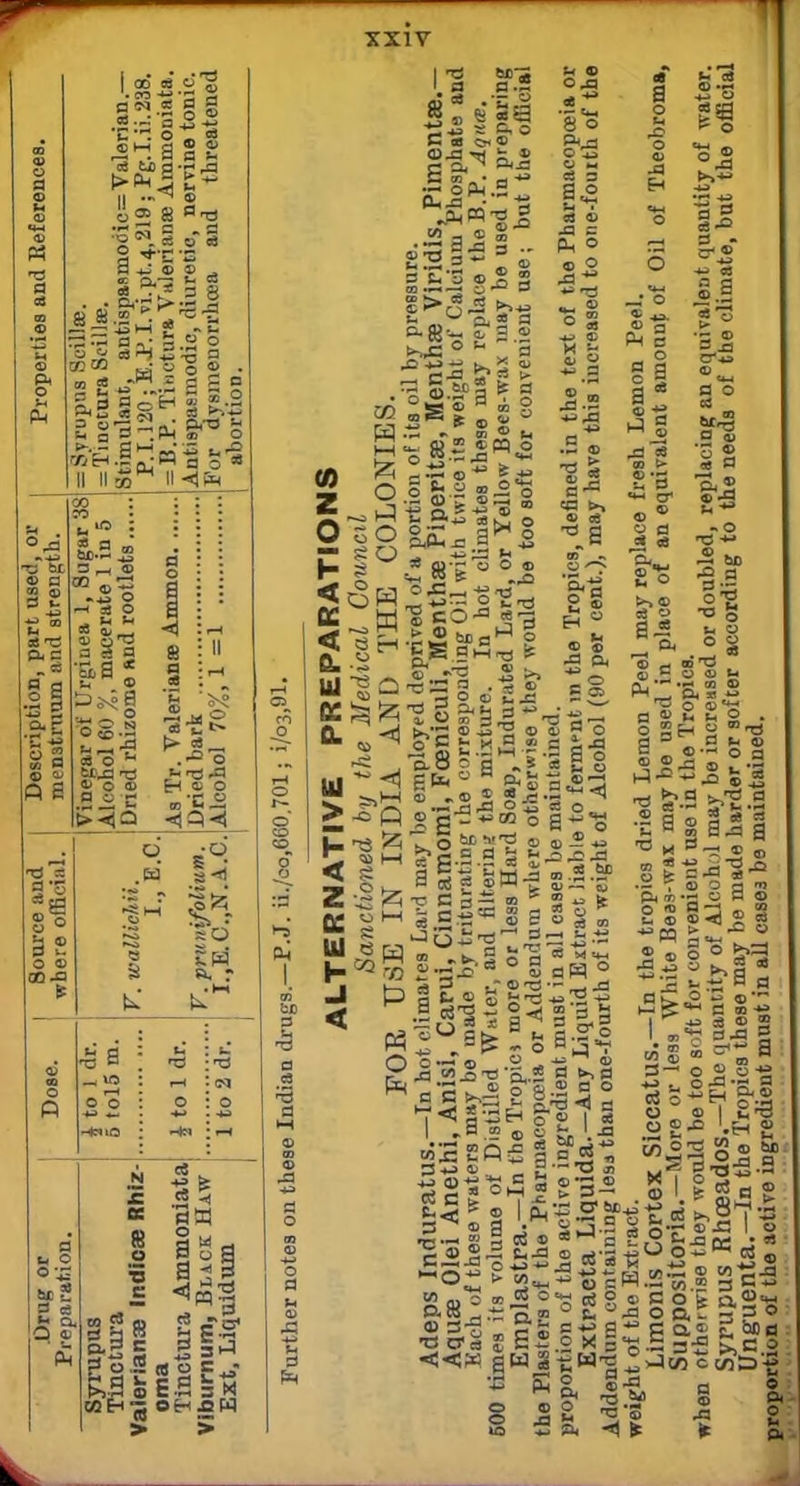 xxiv
Drug or Preparation. | Dose. | Source and where official. | Description, part used, or menstruum and strength. | Properties and References.
Syrupus | ½ to 1 dr. | | Vinegar of Urginea 1, Sugar 38 | = Syrupus Scillæ.
Tinctura | 5 to 15 m. | | Alcohol 60 %, macerate 1 in 5 | = Tinctura Scillæ.
Valerianæ Indicæ Rhizoma | | V. wallichii. I., E.C. | Dried rhizome and rootlets ...... | Stimulant, antispasmodic = Valerian.— P.I.120; E.P.I.vi.pt.4,219; Pg.I.ii.238.
Tinctura Ammoniata | ½ to 1 dr. | | As Tr. Valerianæ Ammon. ...... | = B.P. Tinctura Valerianæ Ammoniata.
Viburnum, BLACK HAW | ...... | V. prunifolium. I., E.C., N.A.C. | Dried bark ...... | Antispasmodic, diuretic, nervine tonic.
Ext, Liquidum | 1 to 2 dr. | | Alcohol 70%, 1 = 1 ...... | For dysmenorrhœa and threatened abortion.
Further notes on these Indian drugs.—P.J. ii./00,660,701; i/03,91.
ALTERNATIVE PREPARATIONS
Sanctioned by the Medical Council
FOR USE IN INDIA AND THE COLONIES.
Adeps Induratus.—In hot climates Lard may be employed deprived of a portion of its oil by pressure.
Aquæ Olei Anethi, Anisi, Carui, Cinnamomi, Fœniculi, Menthæ Piperitæ, Menthæ Viridis, Pimentæ.—
Each of these waters may be made by triturating the corresponding Oil with twice its weight of Calcium Phosphate and
500 times its volume of Distilled Water, and filtering the mixture. In hot climates these may replace the B.P. Aquæ.
Emplastra.—In the Tropics more or less Hard Soap, Indurated Lard, or Yellow Bees-wax may be used in preparing
the Plasters of the Pharmacopœia or Addendum where otherwise they would be too soft for convenient use; but the official
proportion of the active ingredient must in all cases be maintained.
Extracta Liquida.—Any Liquid Extract liable to ferment in the Tropics, defined in the text of the Pharmacopœia or
Addendum containing less than one-fourth of its weight of Alcohol (90 per cent.), may have this increased to one-fourth of the
weight of the Extract.
Limonis Cortex Siccatus.—In the tropics dried Lemon Peel may replace fresh Lemon Peel.
Suppositoria.—More or less White Bees-wax may be used in place of an equivalent amount of Oil of Theobroma,
when otherwise they would be too soft for convenient use in the Tropics.
Syrupus Rhœados.—The quantity of Alcohol may be increased or doubled, replacing an equivalent quantity of water.
Unguenta.—In the Tropics these may be made harder or softer according to the needs of the climate, but the official
proportion of the active ingredient must in all cases be maintained.